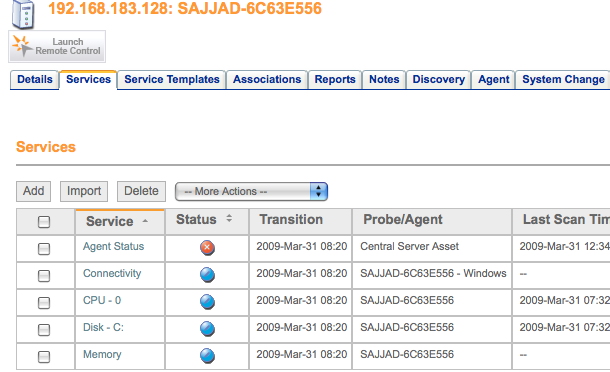 192.168.183.128: SAJJAD-6C63E556
Launch
Remote Control
Details Services Service Templates Associations Reports Notes Discovery Agent System Change
Services
Add Import Delete -- More Actions --
Service Status Transition Probe/Agent Last Scan Tim
Agent Status 2009-Mar-31 08:20 Central Server Asset 2009-Mar-31 12:34
Connectivity 2009-Mar-31 08:20 SAJJAD-6C63E556 - Windows --
CPU - 0 2009-Mar-31 08:20 SAJJAD-6C63E556 2009-Mar-31 07:32
Disk - C: 2009-Mar-31 08:20 SAJJAD-6C63E556 2009-Mar-31 07:32
Memory 2009-Mar-31 08:20 SAJJAD-6C63E556 --